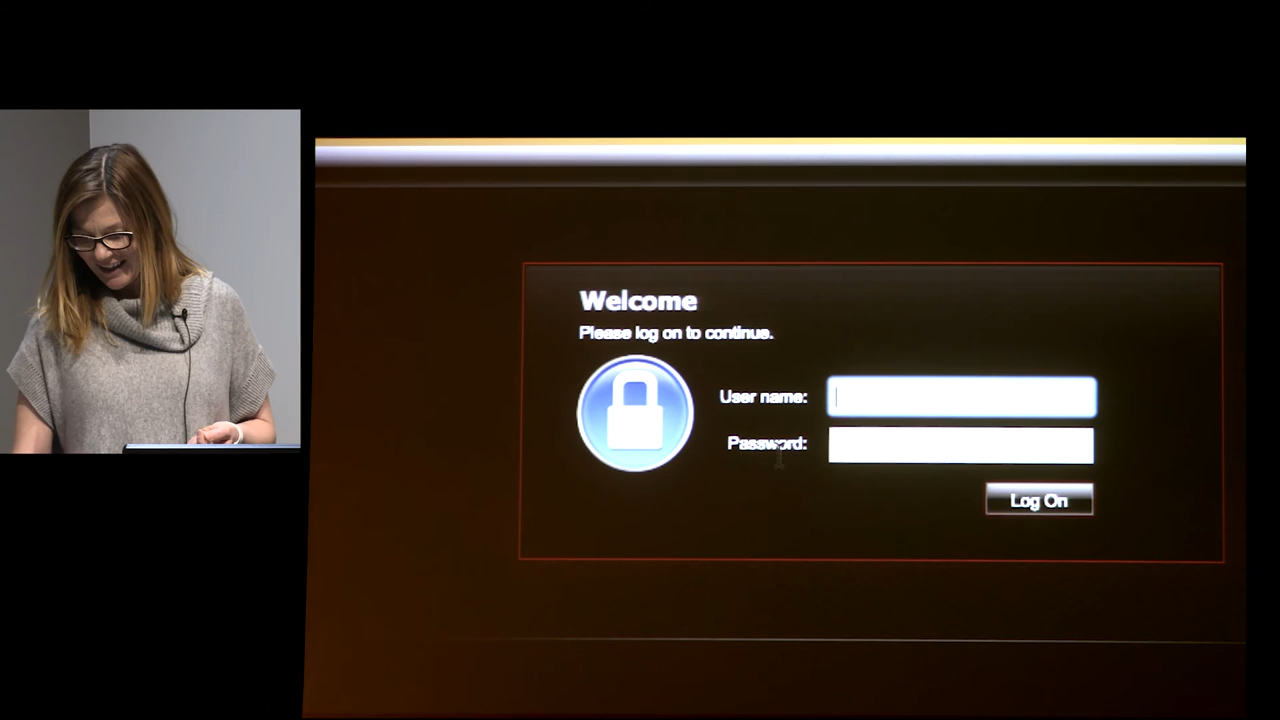 Welcome
Please log on to continue.
User name:
Password:
Log On